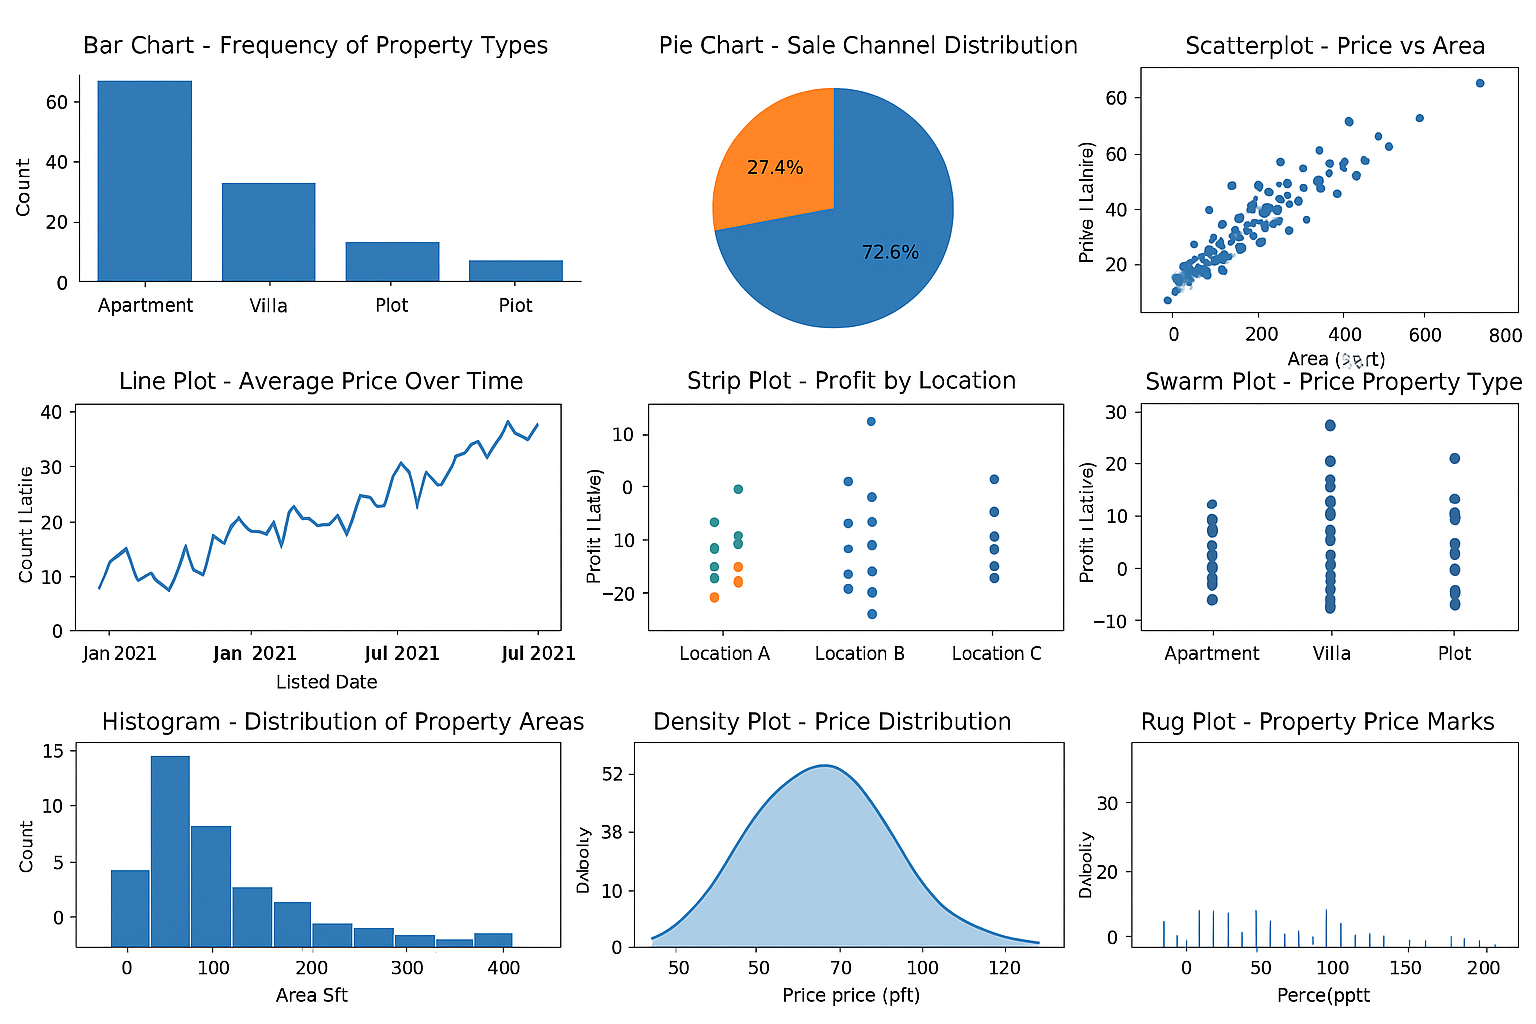 Bar Chart - Frequency of Property Types
Count
60
40
20
0
Apartment
Villa
Plot
Piot
Pie Chart - Sale Channel Distribution
27.4%
72.6%
Scatterplot - Price vs Area
60
60
40
20
0
200
400
600
800
Area
Line Plot - Average Price Over Time
Count
40
30
20
10
0
Jan 2021
Jan 2021
Jul 2021
Jul 2021
Listed Date
Strip Plot - Profit by Location
Profit
10
0
10
−20
Location A
Location B
Location C
Swarm Plot - Price Property Type
Profit
30
20
10
0
−10
Apartment
Villa
Plot
Histogram - Distribution of Property Areas
Count
15
10
5
0
0
100
200
300
400
Area Sft
Density Plot - Price Distribution
52
38
10
0
50
50
70
100
120
Price price (pft)
Rug Plot - Property Price Marks
30
20
0
0
50
100
150
200
Perce(pptt